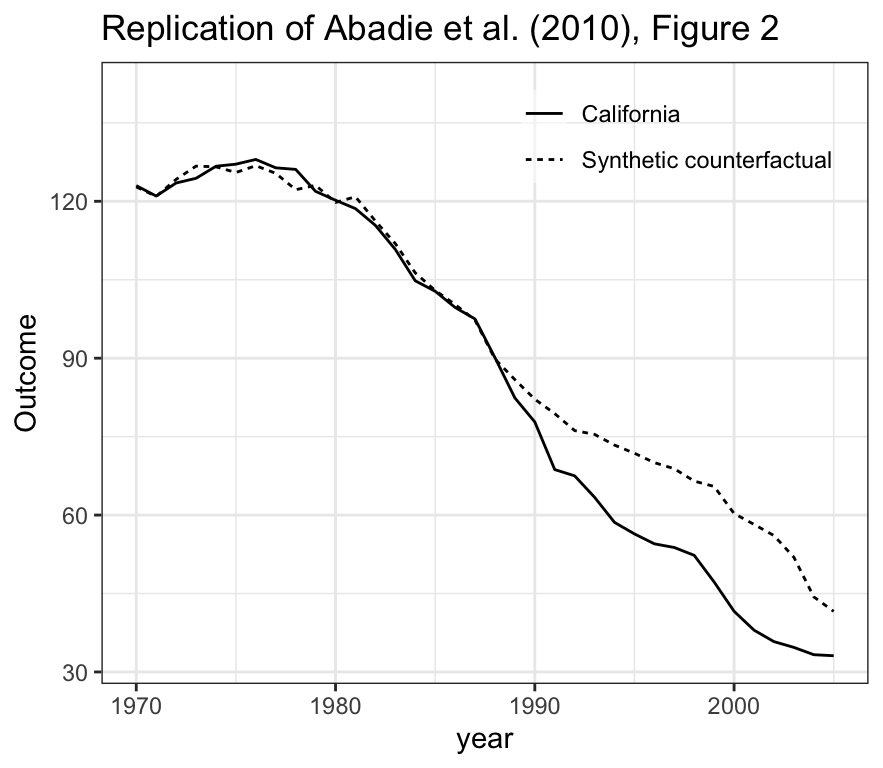 Replication of Abadie et al. (2010), Figure 2
California
Synthetic counterfactual
120
90
60
30
Outcome
1970 1980 1990 2000
year